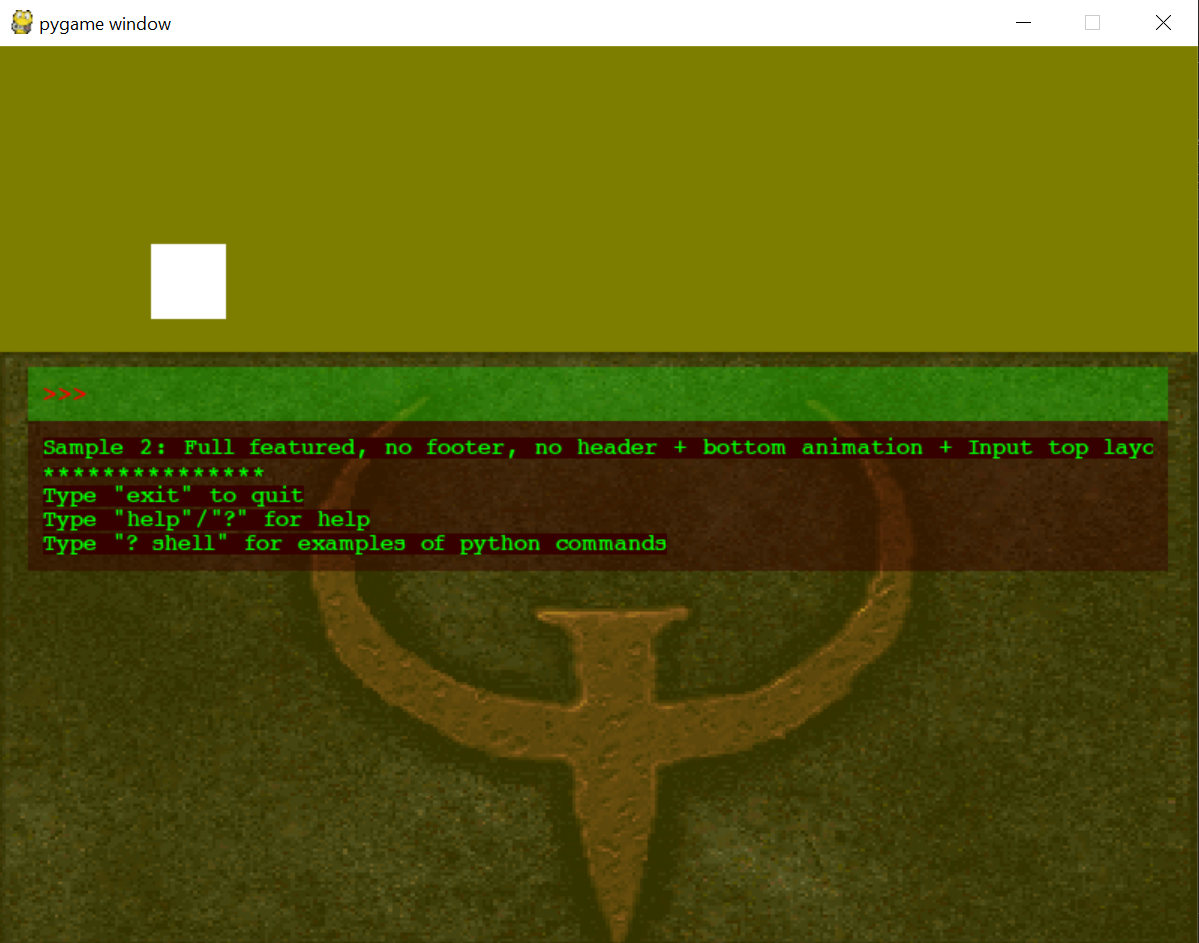 pygame window
>>>
Sample 2: Full featured, no footer, no header + bottom animation + Input top layo
***************
Type "exit" to quit
Type "help"/"?" for help
Type "? shell" for examples of python commands